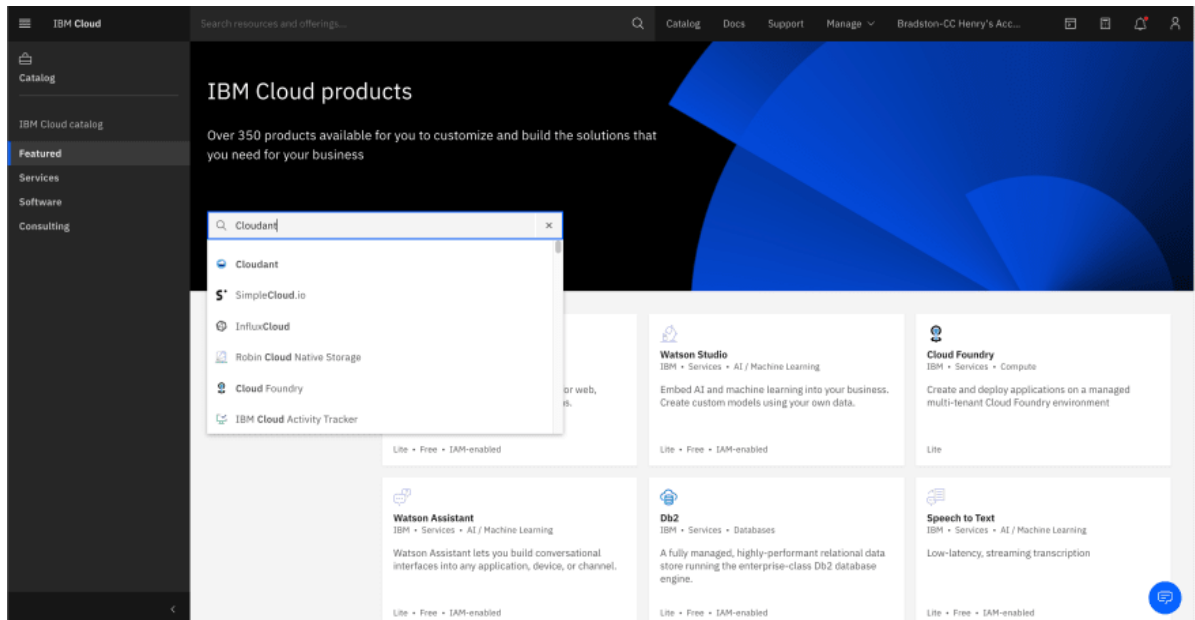 IBM Cloud
Search resources and offerings...
Catalog
Docs
Support
Manage
Bradston-CC Henry's Acc...
Catalog
IBM Cloud catalog
Featured
Services
Software
Consulting
IBM Cloud products
Over 350 products available for you to customize and build the solutions that
you need for your business
Cloudant
Cloudant
SimpleCloud.io
InfluxCloud
Robin Cloud Native Storage
Cloud Foundry
IBM Cloud Activity Tracker
or web,
Lite • Free • IAM-enabled
Watson Studio
IBM • Services • AI / Machine Learning
Embed AI and machine learning into your business.
Create custom models using your own data.
Lite • Free • IAM-enabled
Cloud Foundry
IBM • Services • Compute
Create and deploy applications on a managed
multi-tenant Cloud Foundry environment
Lite
Watson Assistant
IBM • Services • AI / Machine Learning
Watson Assistant lets you build conversational
interfaces into any application, device, or channel.
Lite • Free • IAM-enabled
Db2
IBM • Services • Databases
A fully managed, highly-performant relational data
store running the enterprise-class Db2 database
engine.
Lite • Free • IAM-enabled
Speech to Text
IBM • Services • AI / Machine Learning
Low-latency, streaming transcription
Lite • Free • IAM-enabled